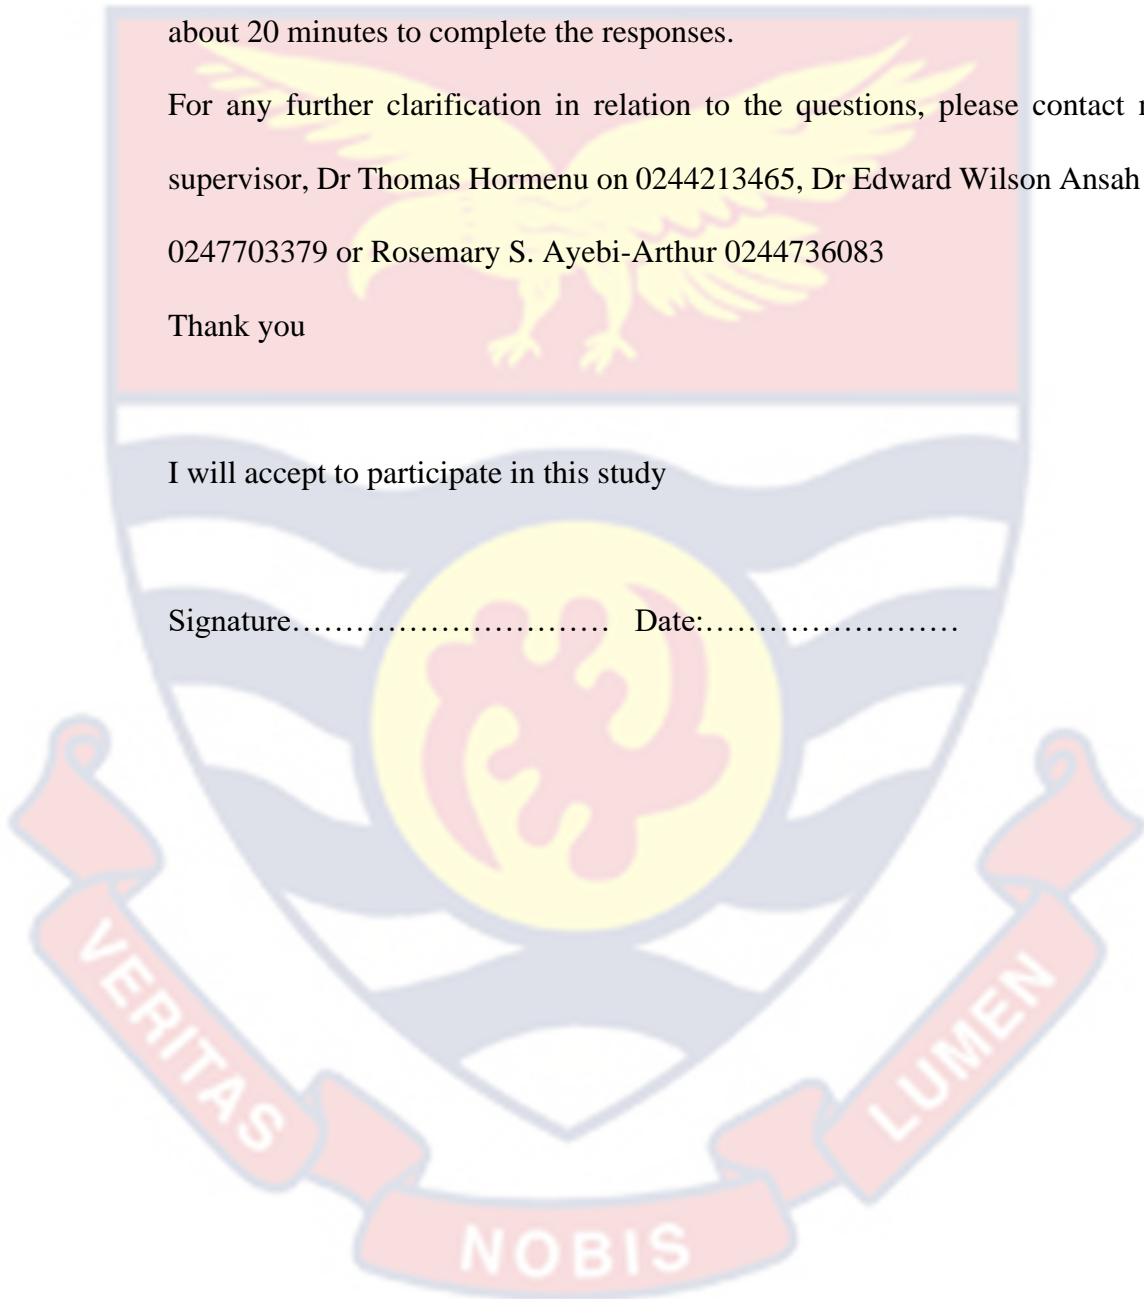 about 20 minutes to complete the responses.
For any further clarification in relation to the questions, please contact
supervisor, Dr Thomas Hormenu on 0244213465, Dr Edward Wilson Ansah
0247703379 or Rosemary S. Ayebi-Arthur 0244736083
Thank you
I will accept to participate in this study
Signature………………………… Date:……………………
VERITAS
NOBIS
LUMEN